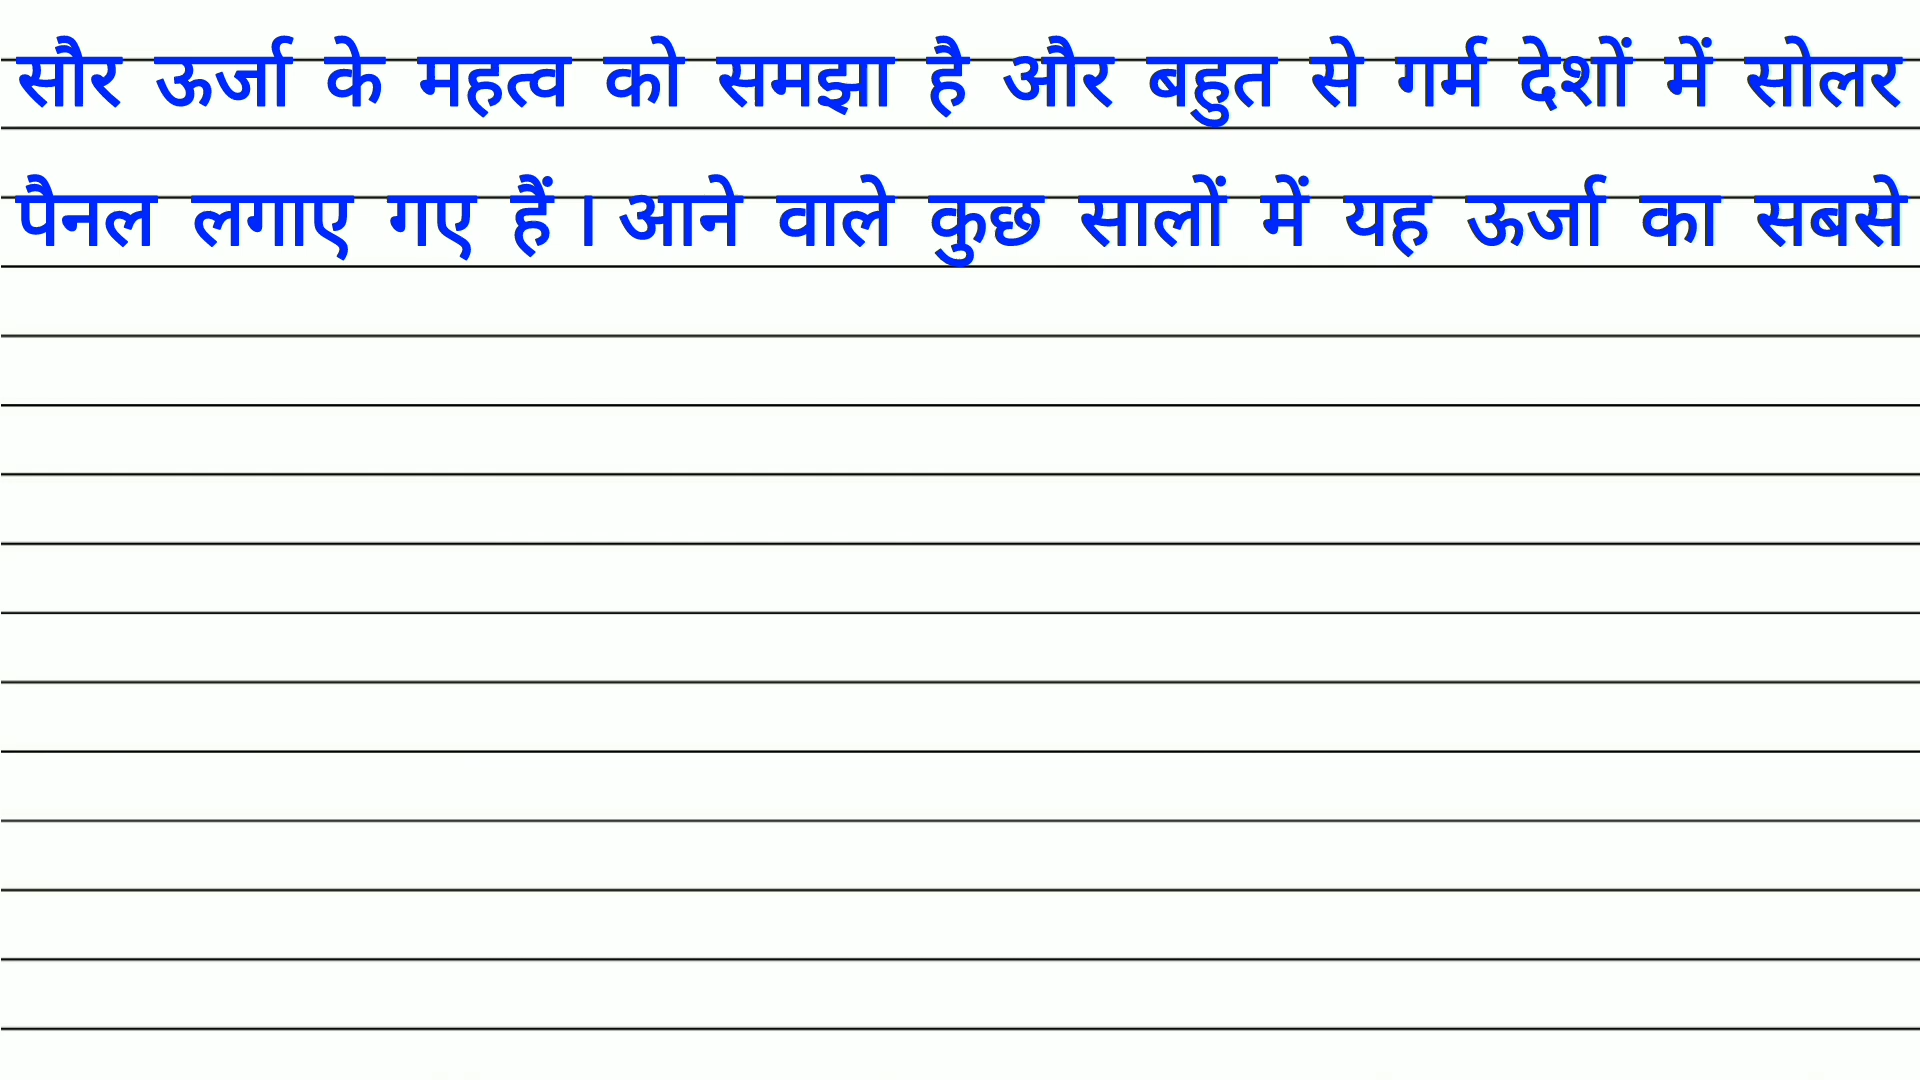 सौर ऊर्जा के महत्व को समझा है और बहुत से गर्म देशों में सोलर
पैनल लगाए गए हैं । आने वाले कुछ सालों में यह ऊर्जा का सबसे